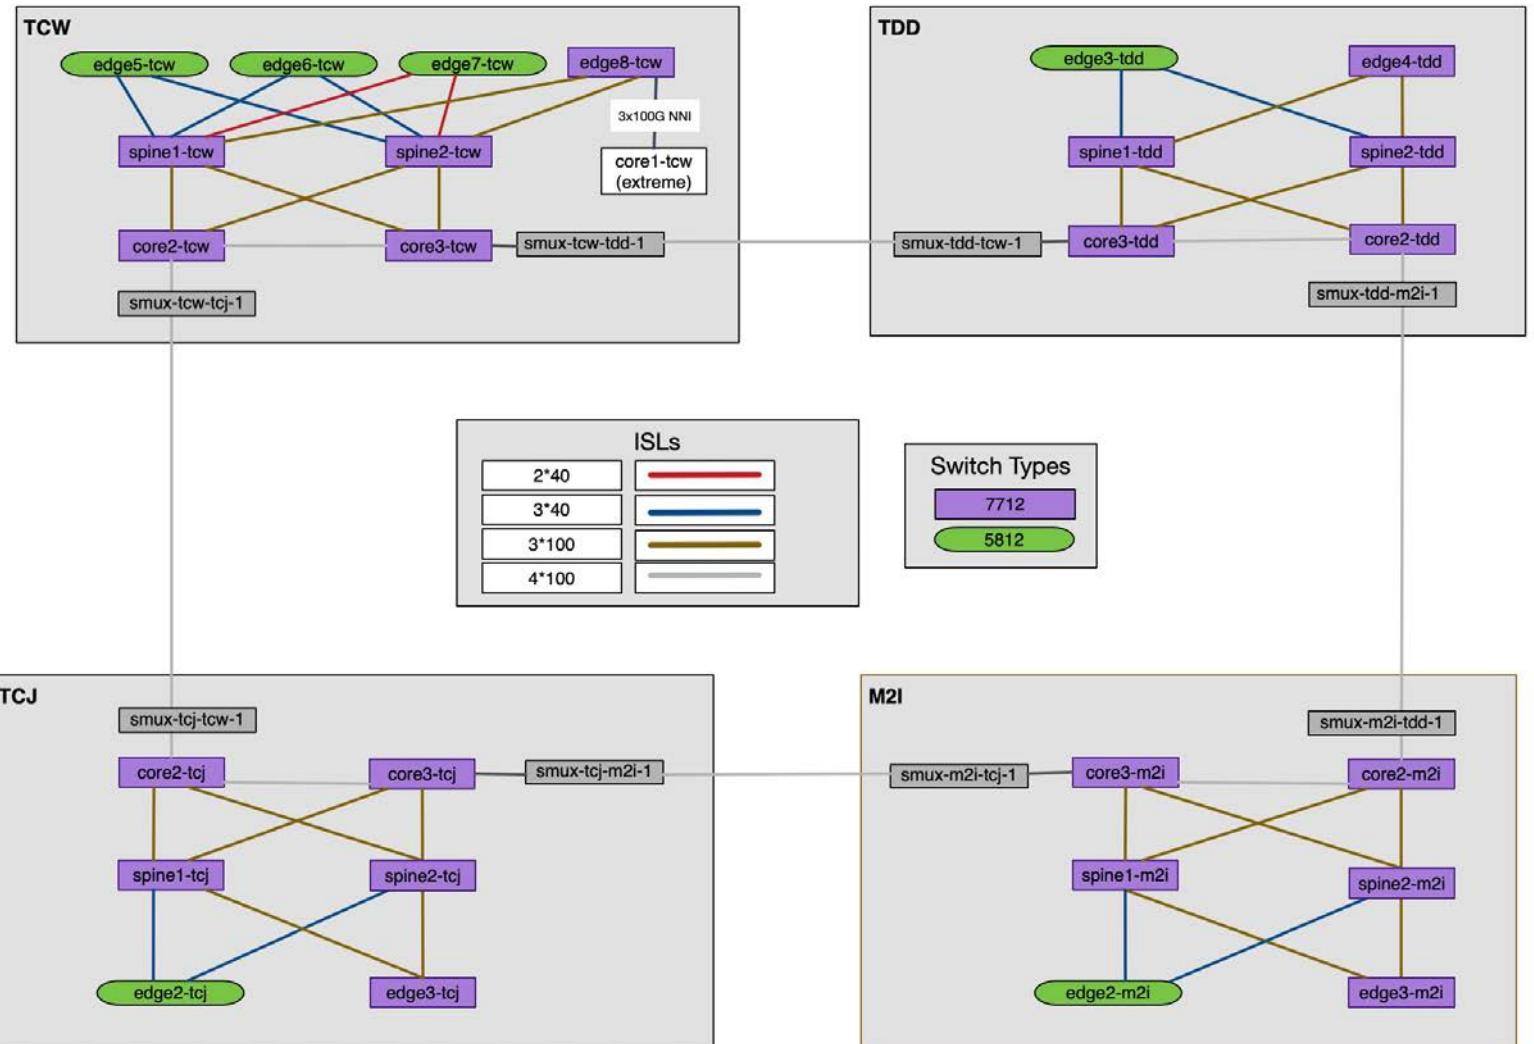 TCW
edge5-tcw
edge6-tcw
edge7-tcw
edge8-tcw
3x100G NNI
spine1-tcw
spine2-tcw
core1-tcw
(extreme)
core2-tcw
core3-tcw
smux-tcw-tdd-1
smux-tcw-tcj-1
TDD
edge3-tdd
edge4-tdd
spine1-tdd
spine2-tdd
smux-tdd-tcw-1
core3-tdd
core2-tdd
smux-tdd-m2i-1
ISLs
2*40
3*40
3*100
4*100
Switch Types
7712
5812
TCJ
smux-tcj-tcw-1
core2-tcj
core3-tcj
smux-tcj-m2i-1
spine1-tcj
spine2-tcj
edge2-tcj
edge3-tcj
M2I
smux-m2i-tdd-1
smux-m2i-tcj-1
core3-m2i
core2-m2i
spine1-m2i
spine2-m2i
edge2-m2i
edge3-m2i